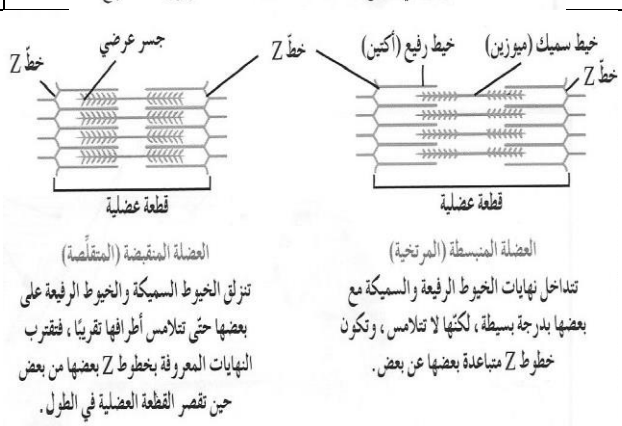 خيط سميك (ميوزين)
خيط رفيع (أكتين)
خطّ Z
خطّ Z
جسر عرضي
خطّ Z
قطعة عضلية
قطعة عضلية
العضلة المنبسطة (المرتخية)
تتداخل نهايات الخيوط الرفيعة والسميكة مع
بعضها بدرجة بسيطة، لكنّها لا تتلامس، وتكون
خطوط Z متباعدة بعضها عن بعض.
العضلة المنقبضة (المتقلّصة)
تنزلق الخيوط السميكة والخيوط الرفيعة على
بعضها حتّى تتلامس أطرافها تقريبًا، فتقترب
النهايات المعروفة بخطوط Z بعضها من بعض
حين تقصر القطعة العضلية في الطول.